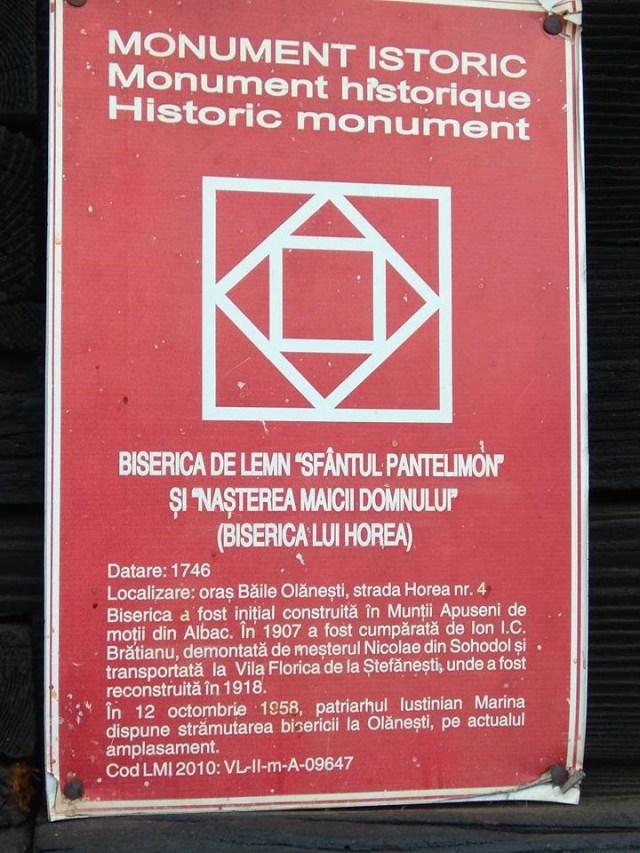 MONUMENT ISTORIC
Monument historique
Historic monument
BISERICA DE LEMN "SFÂNTUL PANTELIMON"
ȘI "NAȘTEREA MAICII DOMNULUI"
(BISERICA LUI HOREA)
Datare: 1746
Localizare: oraș Băile Olănești, strada Horea nr. 4
Biserica a fost inițial construită în Munții Apuseni de
moții din Albac. În 1907 a fost cumpărată de Ion I.C.
Brătianu, demontată de meșterul Nicolae din Sohodol și
transportată la Vila Florica de la Ștefănești, unde a fost
reconstruită în 1918.
În 12 octombrie 1958, patriarhul Iustinian Marina
dispune strămutarea bisericii la Olănești, pe actualul
amplasament.
Cod LMI 2010: VL-II-m-A-09647